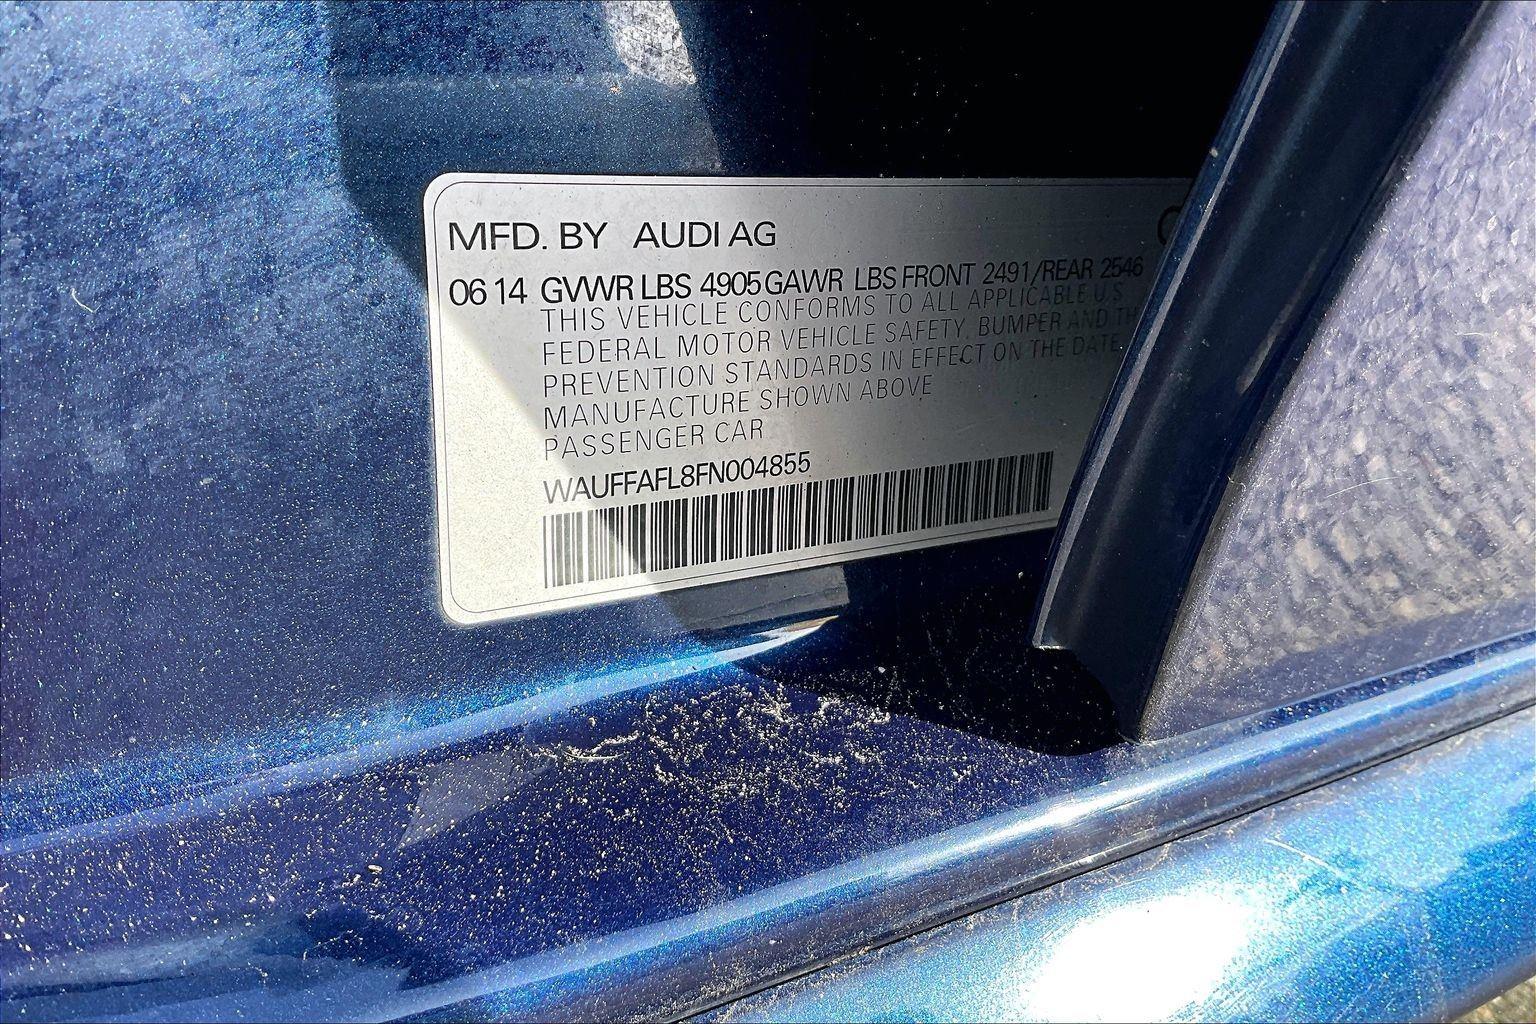 MFD. BY AUDI AG
06 14 GVWR LBS 4905 GAWR LBS FRONT 2491/REAR 2546
THIS VEHICLE CONFORMS TO ALL APPLICABLE U.S
FEDERAL MOTOR VEHICLE SAFETY, BUMPER AND TH
PREVENTION STANDARDS IN EFFECT ON THE DATE
MANUFACTURE SHOWN ABOVE
PASSENGER CAR
WAUFFAFL8FN004855